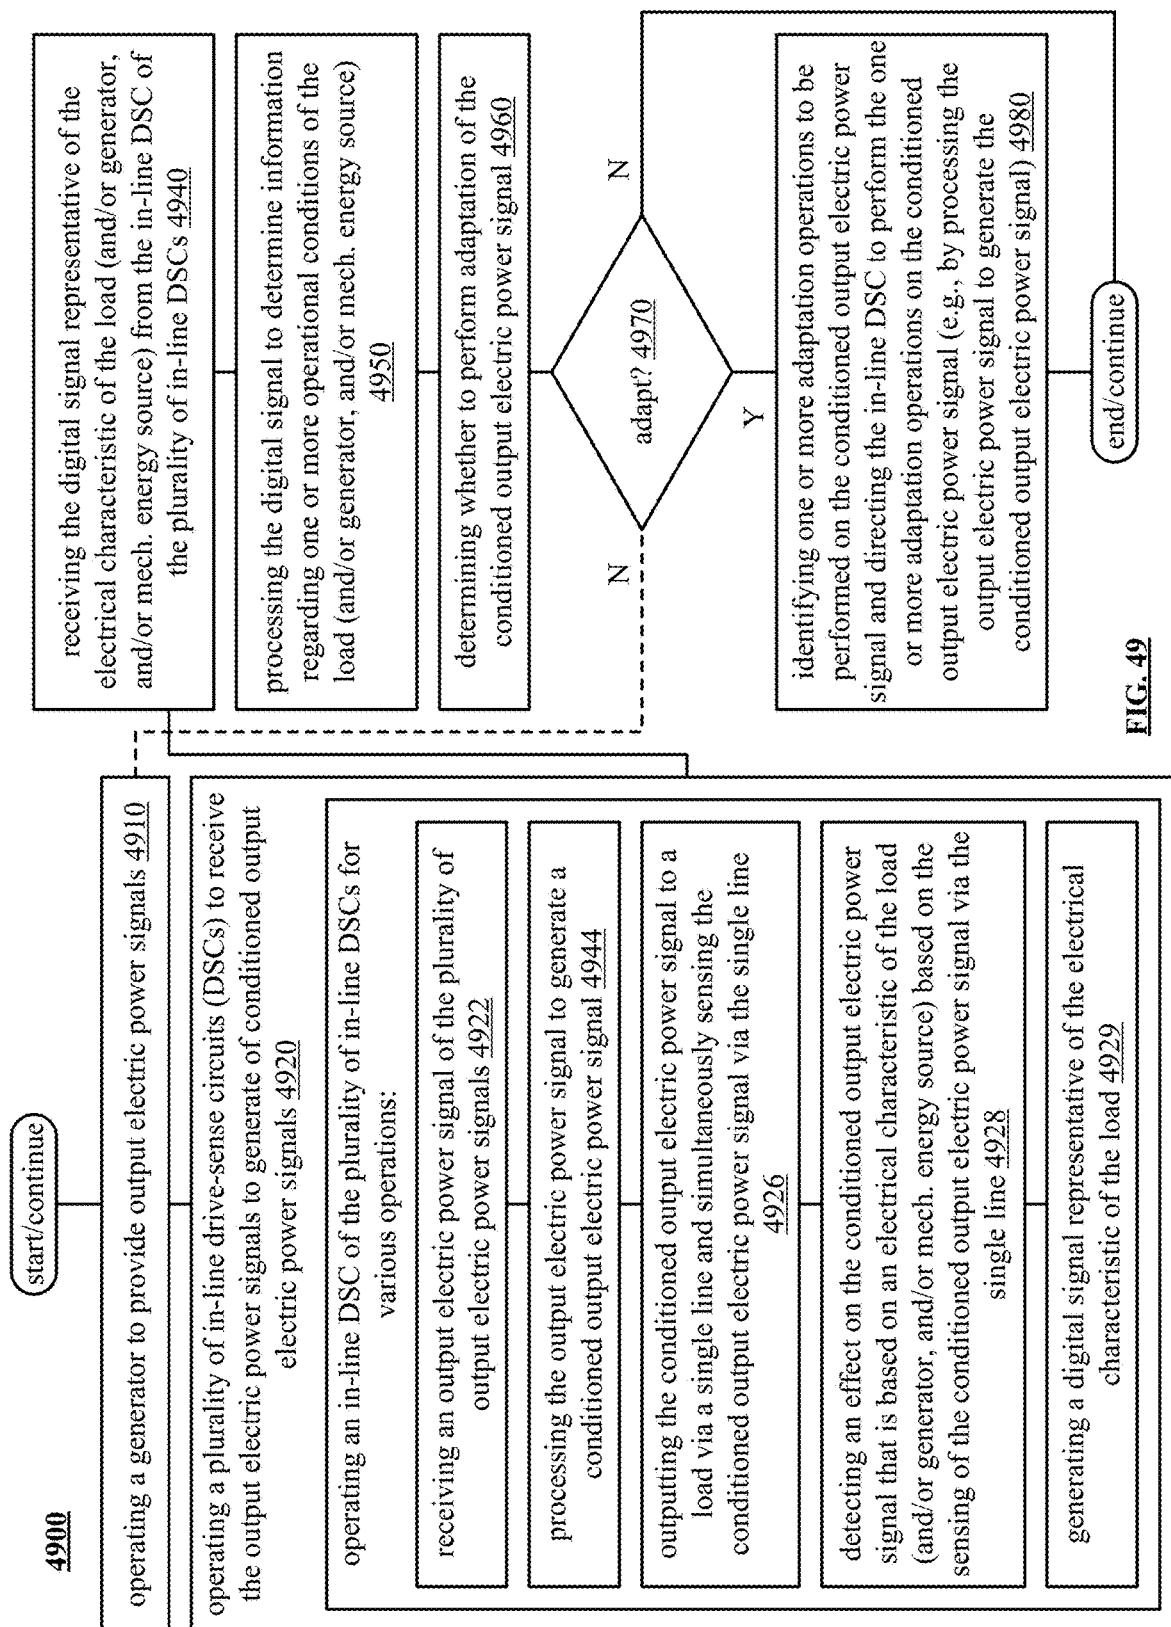 4900
start/continue
operating a generator to provide output electric power signals 4910
operating a plurality of in-line drive-sense circuits (DSCs) to receive
the output electric power signals to generate of conditioned output
electric power signals 4920
operating an in-line DSC of the plurality of in-line DSCs for
various operations:
receiving an output electric power signal of the plurality of
output electric power signals 4922
processing the output electric power signal to generate a
conditioned output electric power signal 4944
outputing the conditioned output electric power signal to a
load via a single line and simultaneously sensing the
conditioned output electric power signal via the single line
4926
detecting an effect on the conditioned output electric power
signal that is based on an electrical characteristic of the load
(and/or generator, and/or mech. energy source) based on the
sensing of the conditioned output electric power signal via the
single line 4928
generating a digital signal representative of the electrical
characteristic of the load 4929
receiving the digital signal representative of the
electrical characteristic of the load (and/or generator,
and/or mech. energy source) from the in-line DSC of
the plurality of in-line DSCs 4940
processing the digital signal to determine information
regarding one or more operational conditions of the
load (and/or generator, and/or mech. energy source)
4950
determining whether to perform adaptation of the
conditioned output electric power signal 4960
adapt? 4970
N
N
Y
identifying one or more adaptation operations to be
performed on the conditioned output electric power
signal and directing the in-line DSC to perform the one
or more adaptation operations on the conditioned
output electric power signal (e.g., by processing the
output electric power signal to generate the
conditioned output electric power signal) 4980
end/continue
FIG. 49